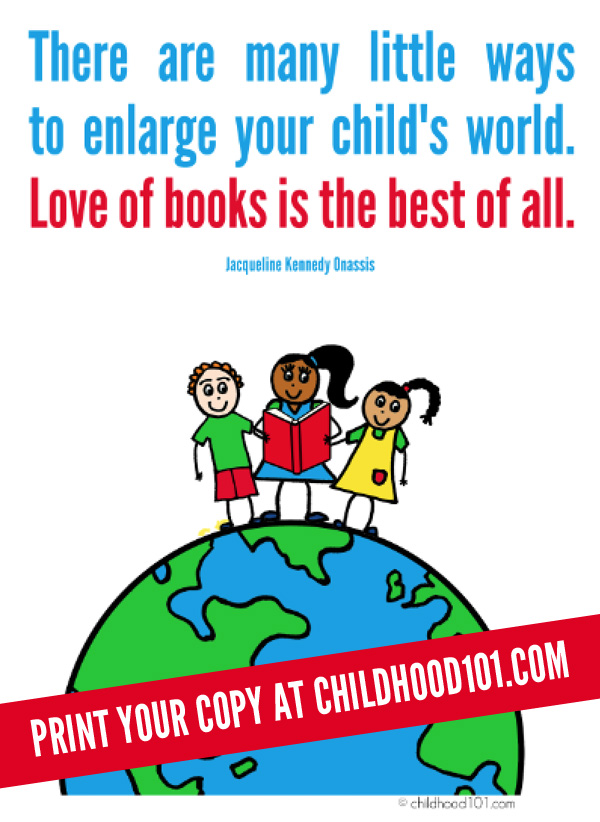 There are many little ways
to enlarge your child's world.
Love of books is the best of all.
Jacqueline Kennedy Onassis
PRINT YOUR COPY AT CHILDHOOD101.COM
© childhood101.com